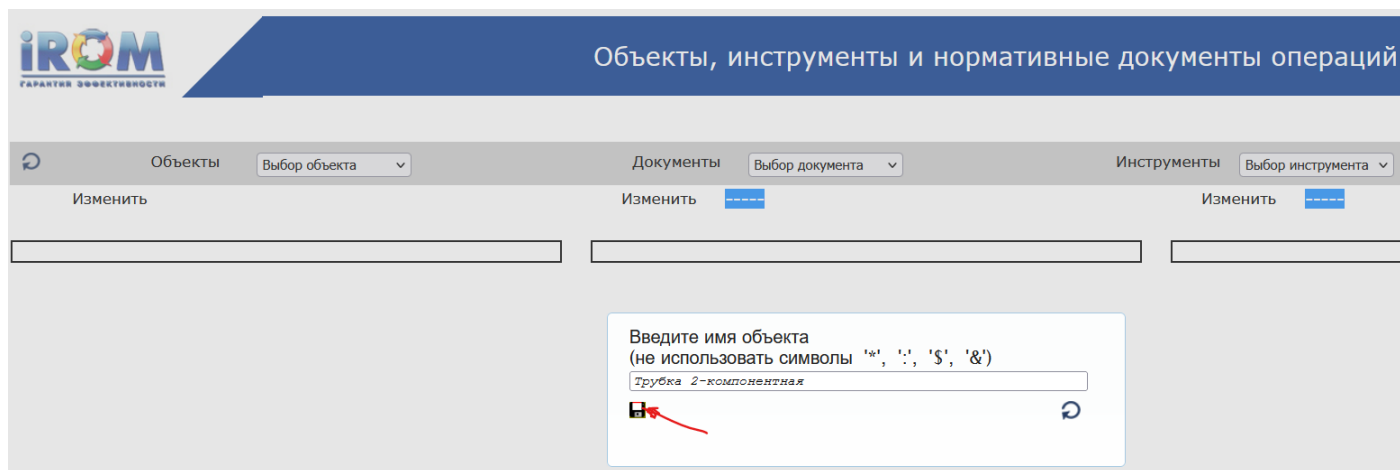 iROM
ГАРАНТИЯ ЭФФЕКТИВНОСТИ
Объекты, инструменты и нормативные документы операций
Объекты Выбор объекта Документы Выбор документа Инструменты Выбор инструмента
Изменить Изменить ----- Изменить -----
Введите имя объекта
(не использовать символы '*', ':', '$', '&')
Трубка 2-компонентная